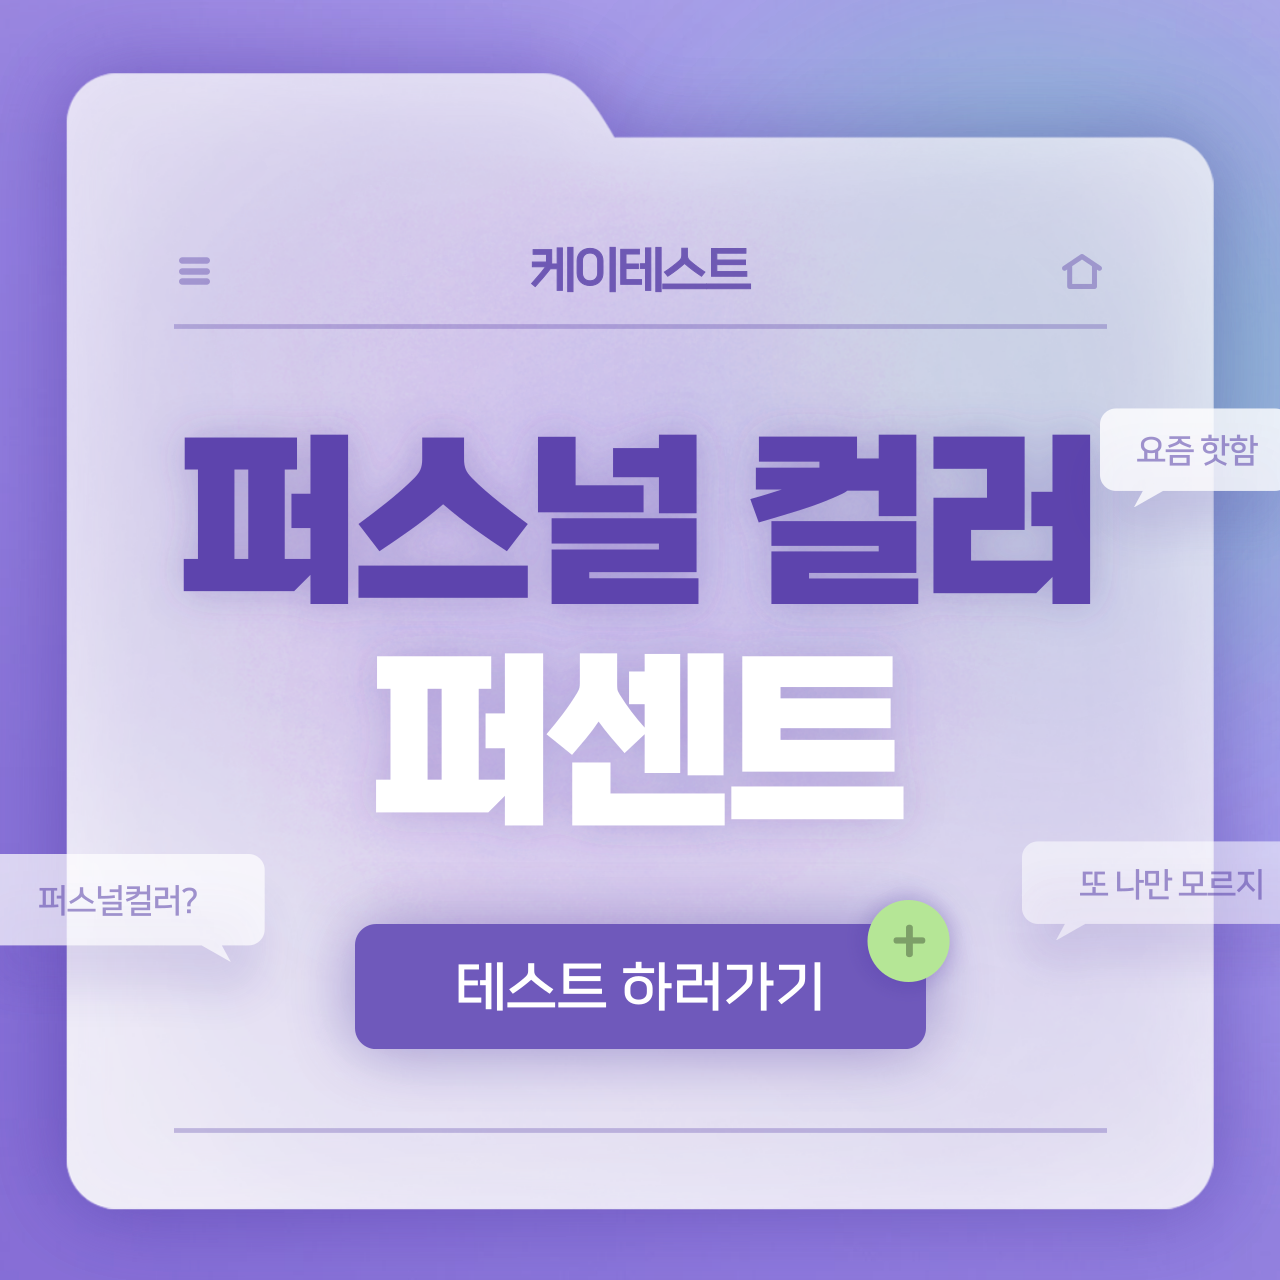 케이테스트
퍼스널 컬러
요즘 핫함
퍼센트
퍼스널컬러?
또 나만 모르지
테스트 하러가기